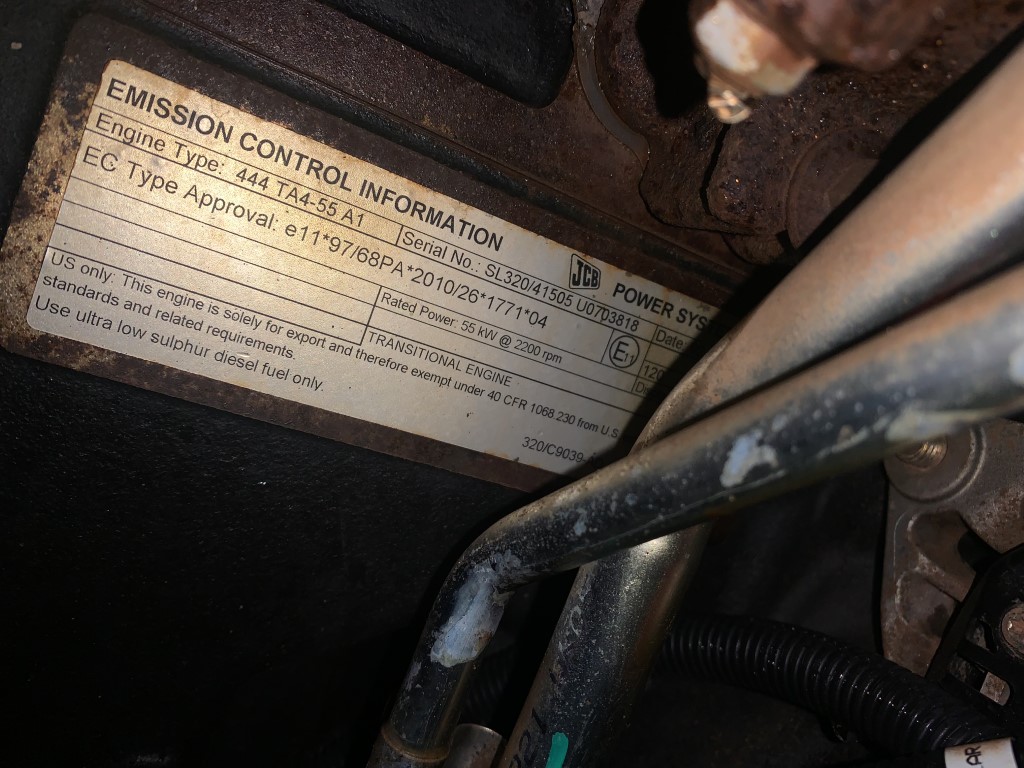 EMISSION CONTROL INFORMATION
JCB POWER
Engine Type: 444 TA4-55 A1
Serial No.: SL320/41505 U0703818
Date
EC Type Approval: e11*97/68PA*2010/26*1771*04
E11
120
Rated Power: 55 kW @ 2200 rpm
TRANSITIONAL ENGINE
US only: This engine is solely for export and therefore exempt under 40 CFR 1068.230 from U.S.
standards and related requirements.
Use ultra low sulphur diesel fuel only.
320/C9039